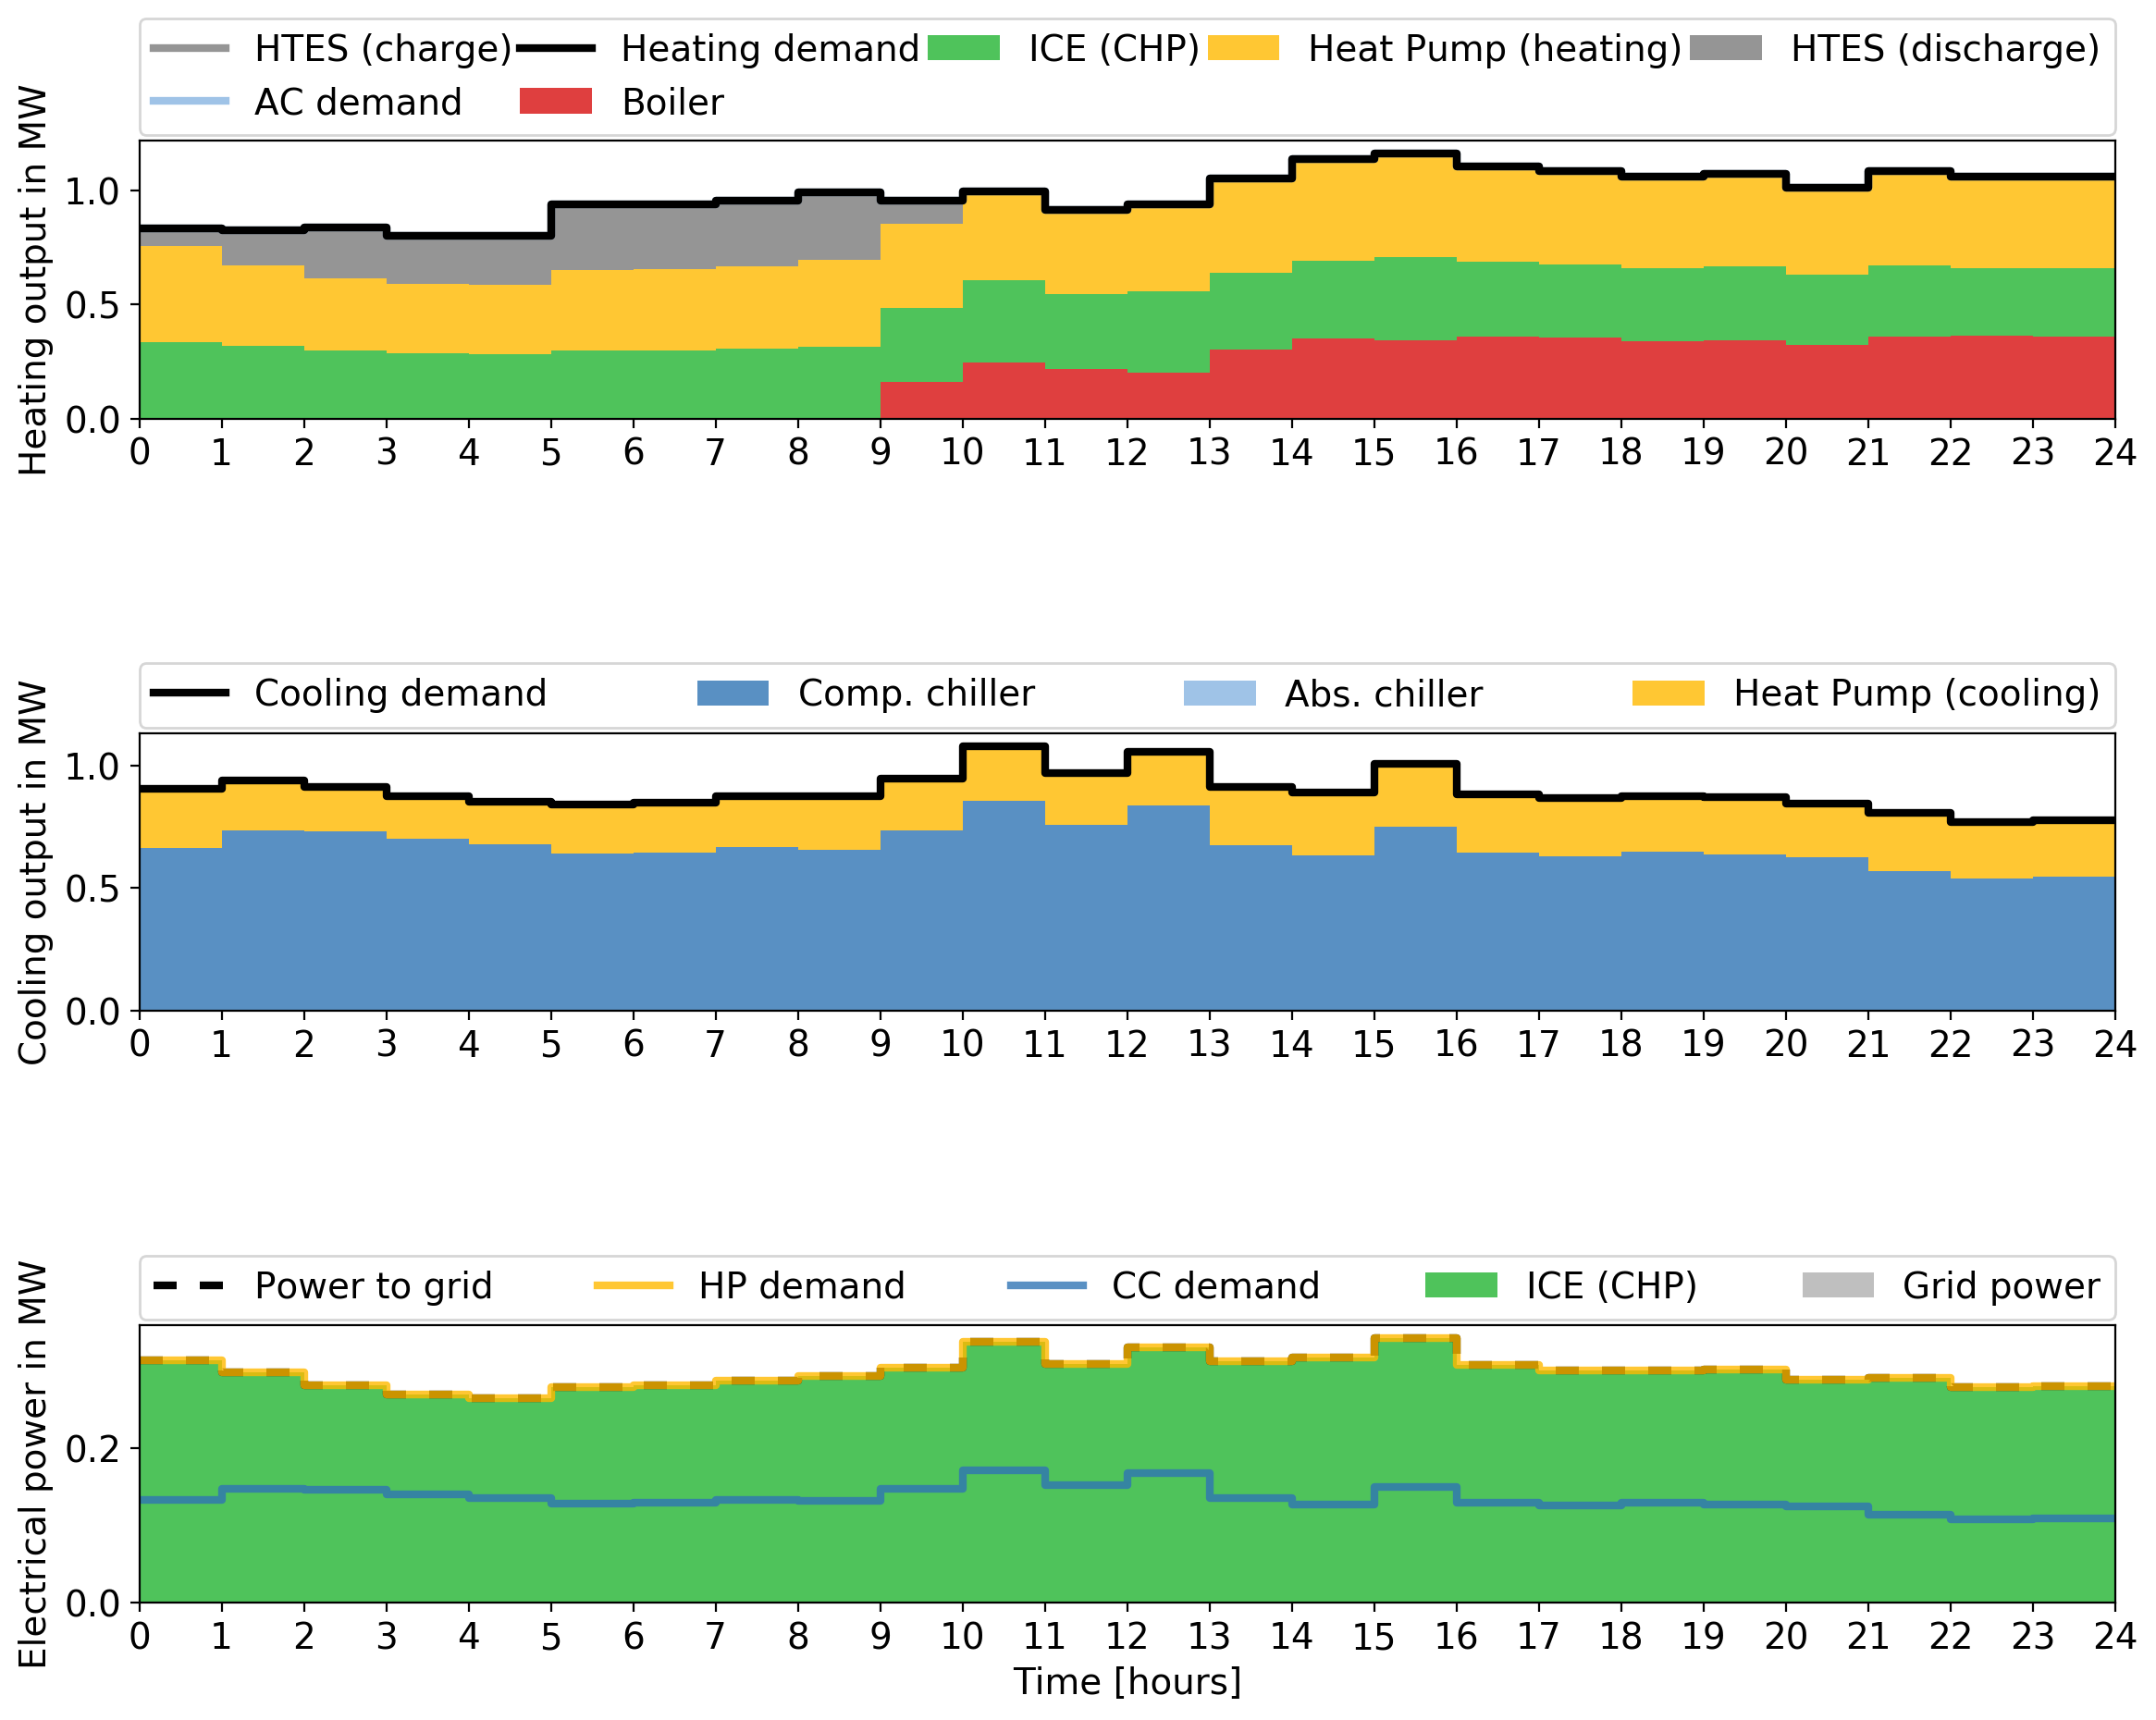 HTES (charge) Heating demand ICE (CHP) Heat Pump (heating) HTES (discharge)
AC demand Boiler
Heating output in MW
1.0
0.5
0.0
0 1 2 3 4 5 6 7 8 9 10 11 12 13 14 15 16 17 18 19 20 21 22 23 24
Cooling demand Comp. chiller Abs. chiller Heat Pump (cooling)
Cooling output in MW
1.0
0.5
0.0
0 1 2 3 4 5 6 7 8 9 10 11 12 13 14 15 16 17 18 19 20 21 22 23 24
Power to grid HP demand CC demand ICE (CHP) Grid power
Electrical power in MW
0.2
0.0
0 1 2 3 4 5 6 7 8 9 10 11 12 13 14 15 16 17 18 19 20 21 22 23 24
Time [hours]